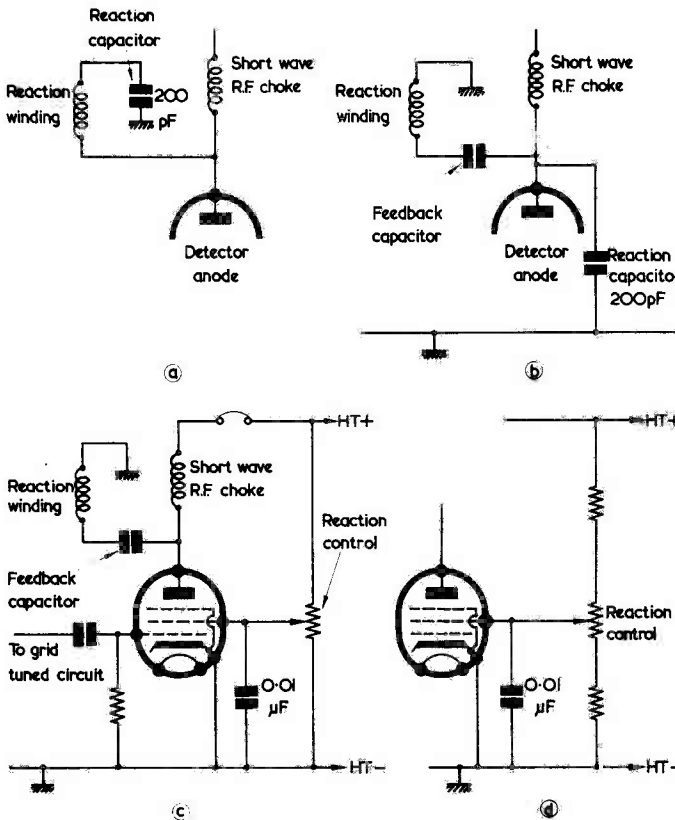 Reaction
capacitor
200
pF
Reaction
winding
Short wave
R.F choke
Detector
anode
a
Reaction
winding
Short wave
R.F choke
Feedback
capacitor
Detector
anode
Reaction
capacito
200pF
b
HT+
Reaction
winding
Short wave
R.F choke
Reaction
control
Feedback
capacitor
To grid
tuned circuit
0·01
µF
HT-
c
HT+
Reaction
control
0·01
µF
HT-
d